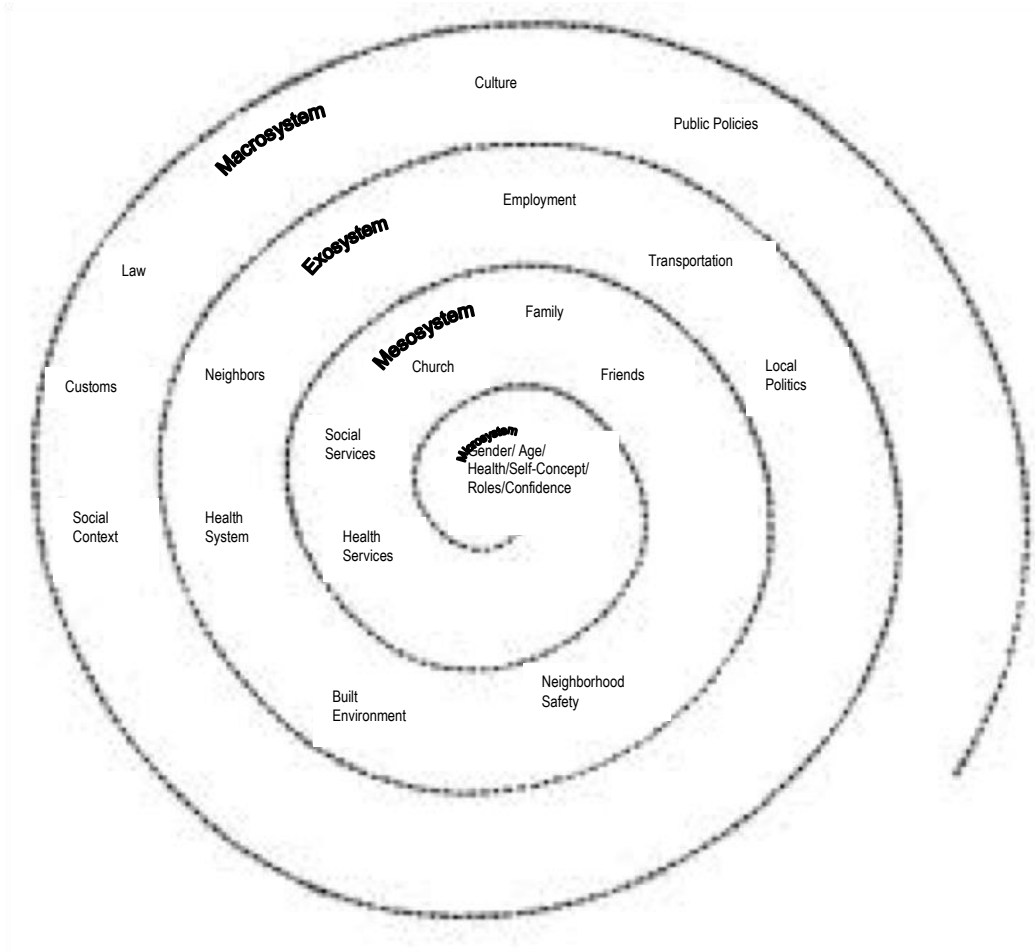 Culture
Macrosystem
Public Policies
Employment
Exosystem
Law
Transportation
Mesosystem
Family
Church
Friends
Neighbors
Local
Politics
Customs
Social
Services
Microsystem
Gender/ Age/
Health/Self-Concept/
Roles/Confidence
Social
Context
Health
System
Health
Services
Built
Environment
Neighborhood
Safety